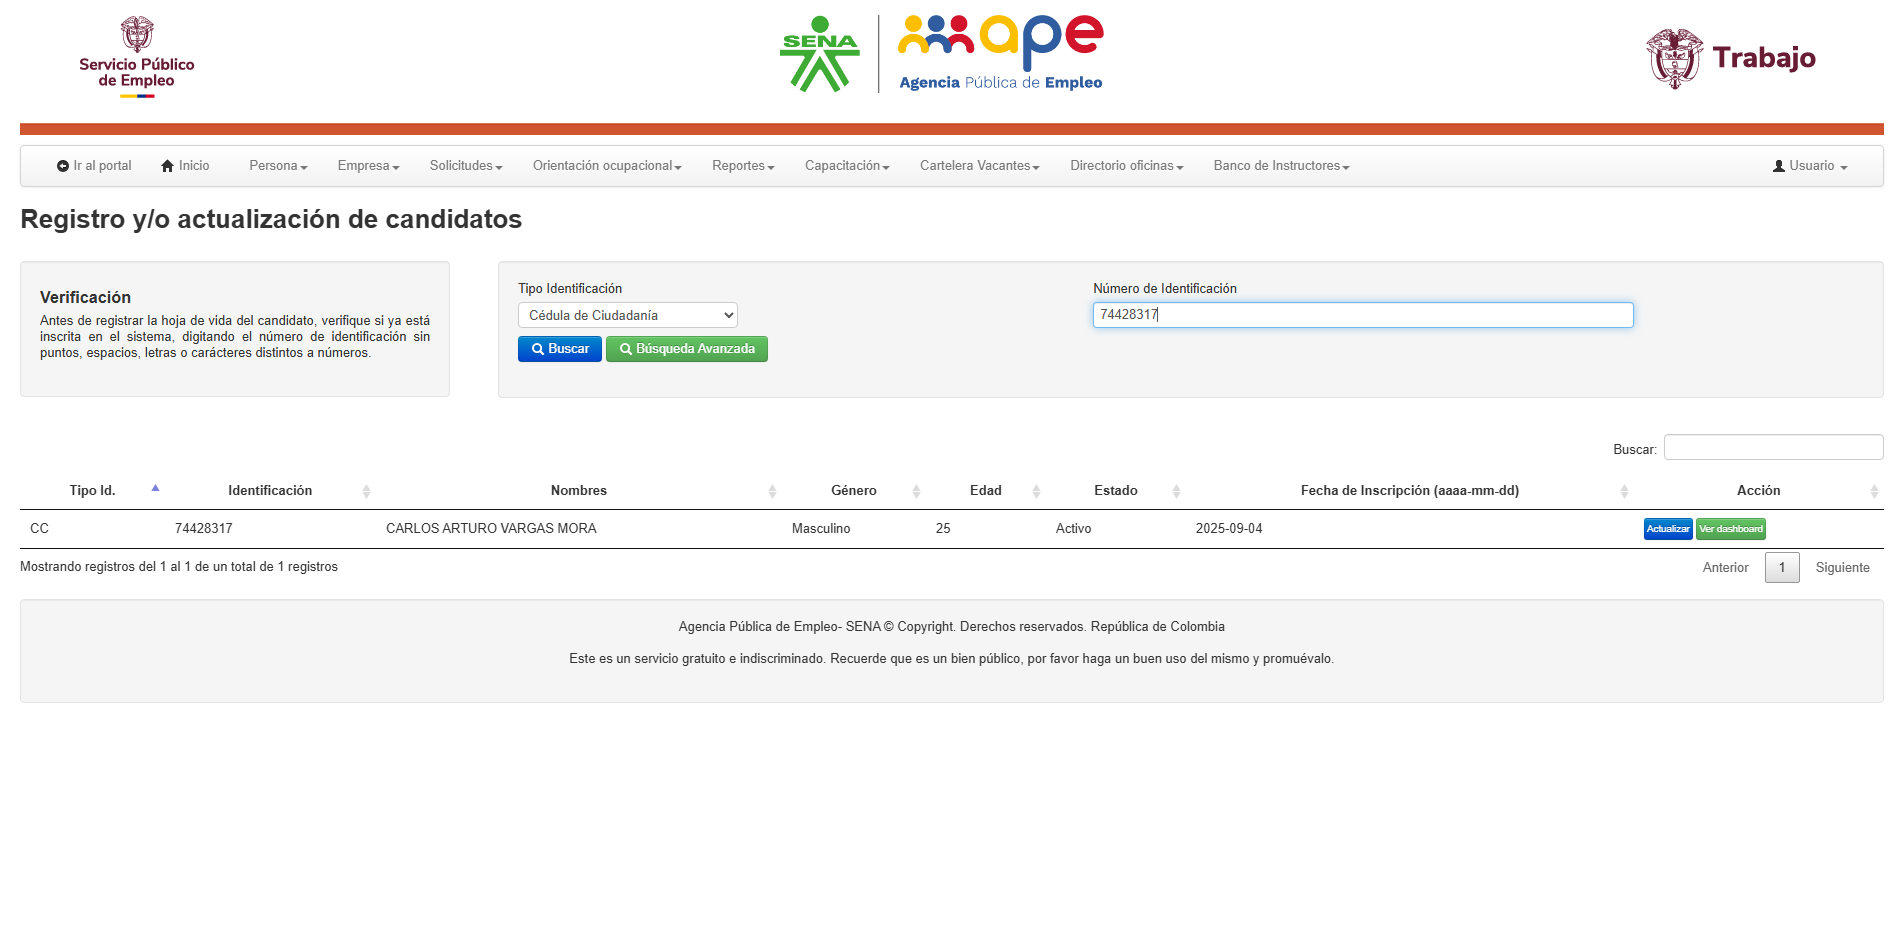 Servicio Público
de Empleo
SENA
ape
Agencia Pública de Empleo
Trabajo
Ir al portal Inicio Persona Empresa Solicitudes Orientación ocupacional Reportes Capacitación Cartelera Vacantes Directorio oficinas Banco de Instructores Usuario
Registro y/o actualización de candidatos
Verificación
Antes de registrar la hoja de vida del candidato, verifique si ya está
inscrita en el sistema, digitando el número de identificación sin
puntos, espacios, letras o carácteres distintos a números.
Tipo Identificación Número de Identificación
Cédula de Ciudadanía 74428317
Buscar Búsqueda Avanzada
Buscar:
Tipo Id. Identificación Nombres Género Edad Estado Fecha de Inscripción (aaaa-mm-dd) Acción
CC 74428317 CARLOS ARTURO VARGAS MORA Masculino 25 Activo 2025-09-04 Actualizar Ver dashboard
Mostrando registros del 1 al 1 de un total de 1 registros Anterior 1 Siguiente
Agencia Pública de Empleo- SENA © Copyright. Derechos reservados. República de Colombia
Este es un servicio gratuito e indiscriminado. Recuerde que es un bien público, por favor haga un buen uso del mismo y promuévalo.